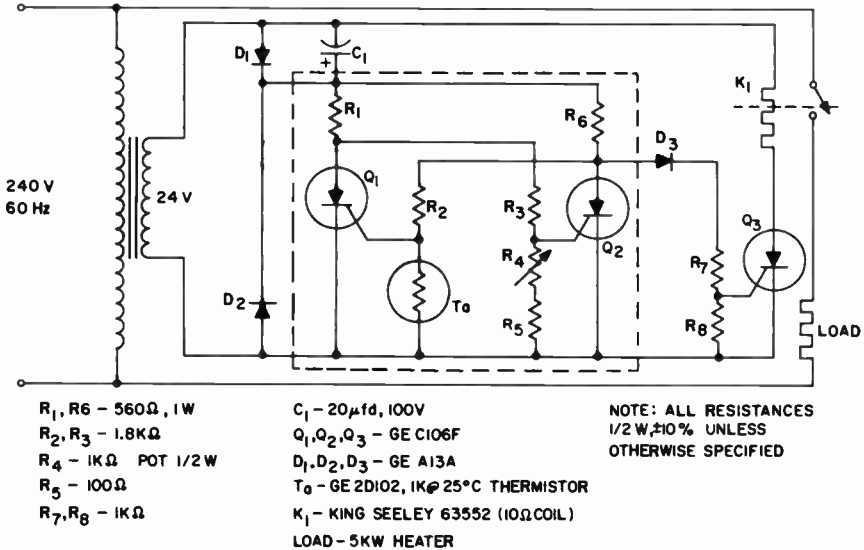 D1
C1
+
R1
R6
K1
D3
240 V
60 Hz
24 V
Q1
R2
R3
Q2
Q3
R4
R7
D2
Ta
R5
R8
LOAD
R1, R6 – 560Ω, 1W
R2, R3 – 1.8KΩ
R4 – 1KΩ POT 1/2 W
R5 – 100Ω
R7, R8 – 1KΩ
C1 – 20μfd, 100V
Q1, Q2, Q3 – GE C106F
D1, D2, D3 – GE A13A
Ta – GE 2D102, 1K@ 25°C THERMISTOR
K1 – KING SEELEY 63552 (10Ω COIL)
LOAD – 5KW HEATER
NOTE: ALL RESISTANCES
1/2 W, ±10% UNLESS
OTHERWISE SPECIFIED